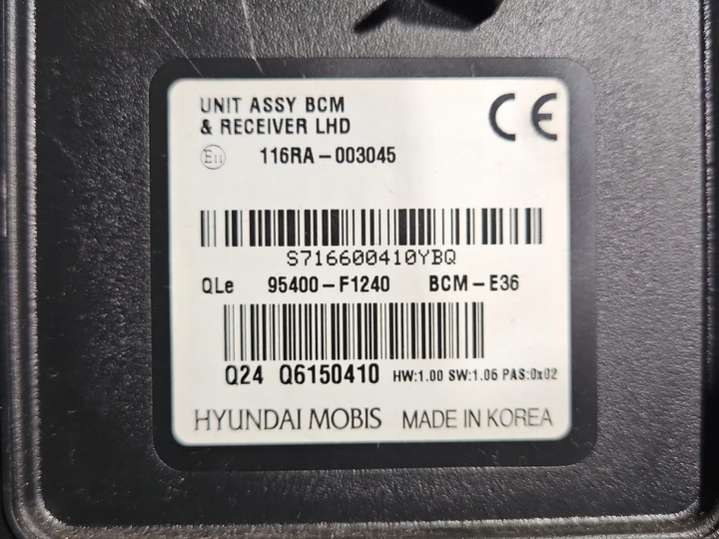 UNIT ASSY BCM
& RECEIVER LHD
CE
E11 116RA-003045
S716600410YBQ
QLe 95400-F1240 BCM-E36
Q24 Q6150410 HW:1.00 SW:1.06 PAS:0x02
HYUNDAI MOBIS MADE IN KOREA